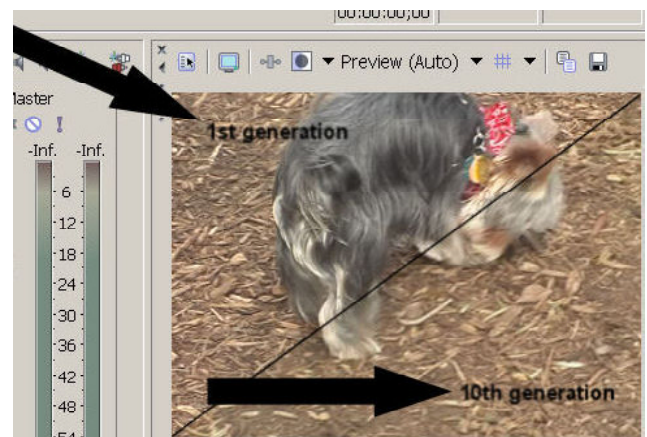 00:00:00;00
Preview (Auto)
Master
-Inf. -Inf.
1st generation
6
-12
-18
-24
-30
-36
-42
-48
-54
10th generation